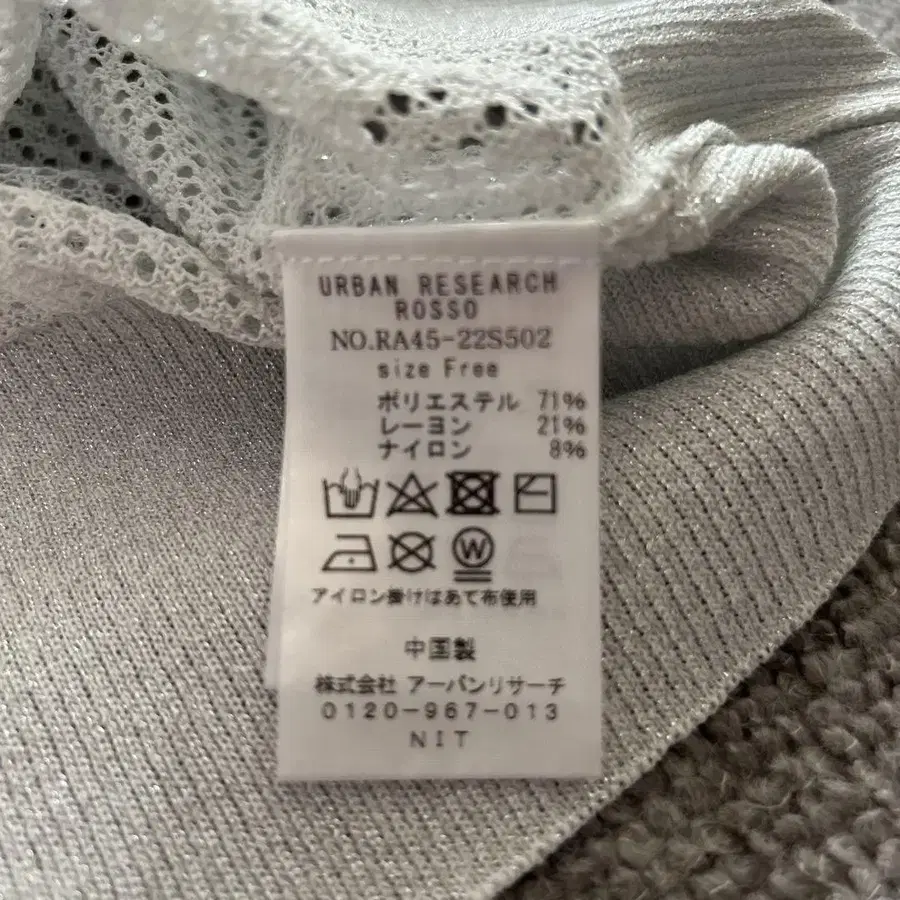 URBAN RESEARCH
ROSSO
NO.RA45-22S502
size Free
ポリエステル 71%
レーヨン 21%
ナイロン 8%
W
アイロン掛けはあて布使用
中国製
株式会社 アーバンリサーチ
0120-967-013
NIT